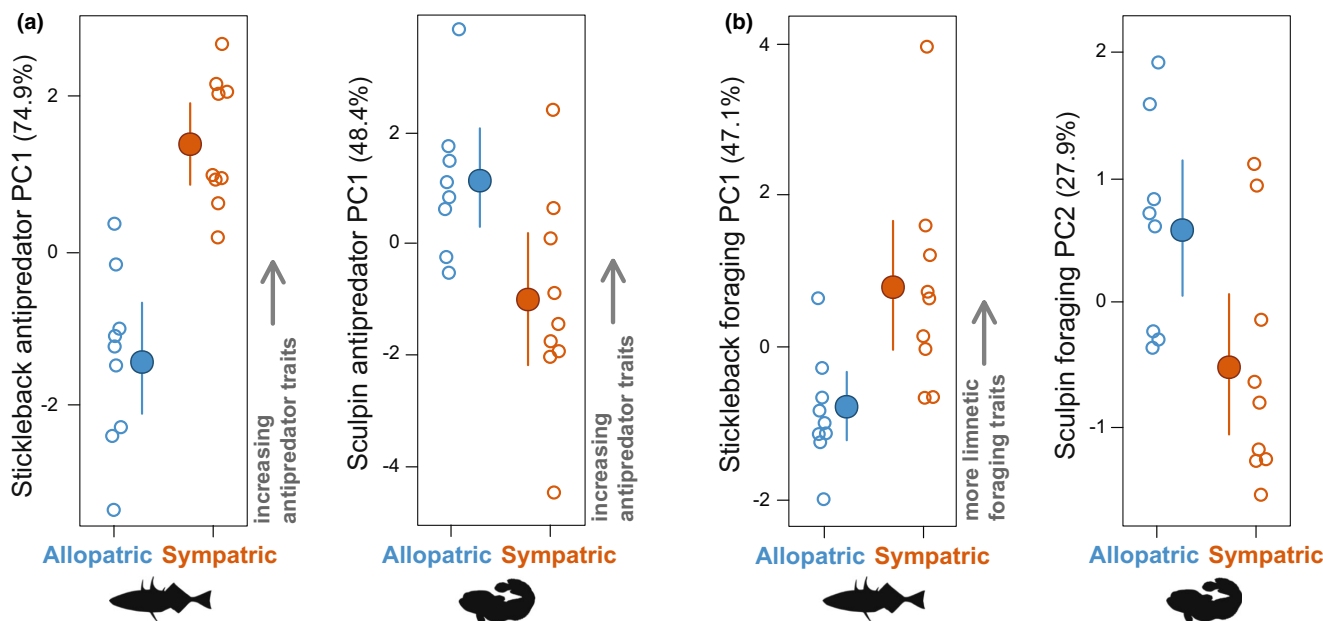 (a)
Stickleback antipredator PC1 (74.9%)
2
0
-2
increasing
antipredator traits
Allopatric Sympatric
Sculpin antipredator PC1 (48.4%)
2
0
-2
-4
increasing
antipredator traits
Allopatric Sympatric
(b)
Stickleback foraging PC1 (47.1%)
4
2
0
-2
more limnetic
foraging traits
Allopatric Sympatric
Sculpin foraging PC2 (27.9%)
2
1
0
-1
Allopatric Sympatric